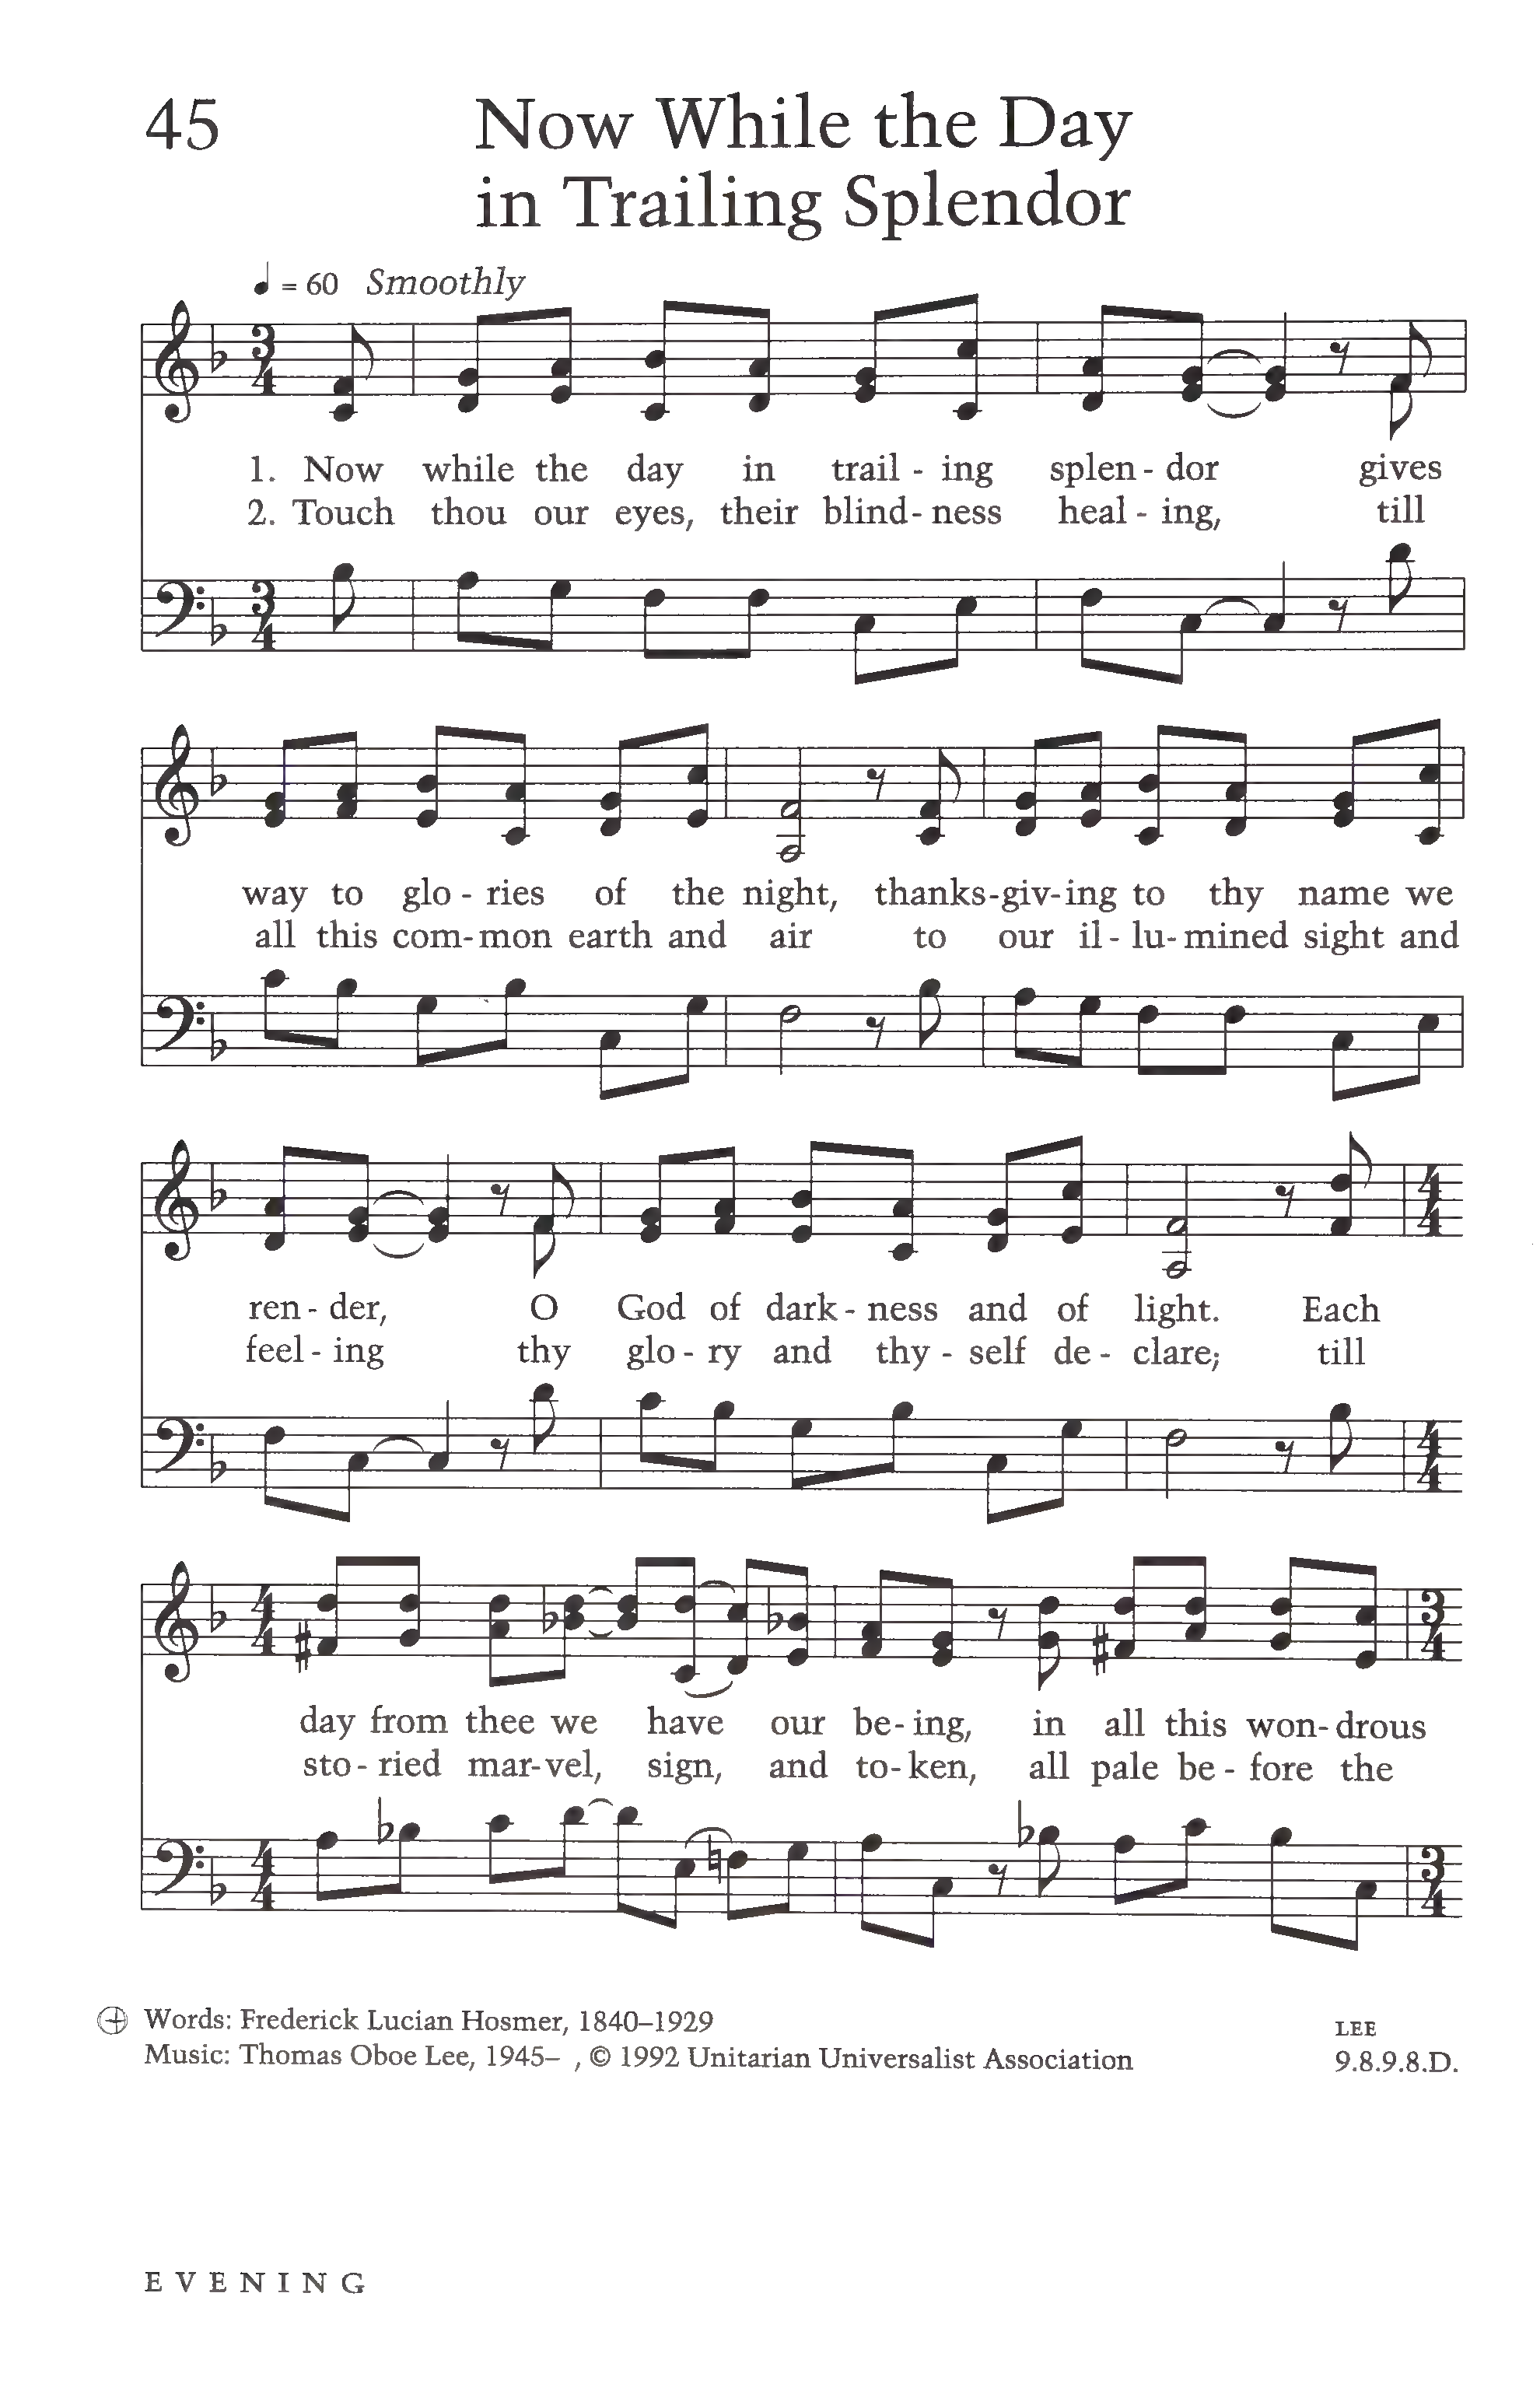 45
Now While the Day
in Trailing Splendor
♩ = 60 Smoothly
1. Now while the day in trail - ing splen - dor gives
2. Touch thou our eyes, their blind - ness heal - ing, till
way to glo - ries of the night, thanks-giv-ing to thy name we
all this com-mon earth and air to our il - lu-mined sight and
ren - der, O God of dark - ness and of light. Each
feel - ing thy glo - ry and thy - self de - clare; till
day from thee we have our be-ing, in all this won-drous
sto - ried mar-vel, sign, and to-ken, all pale be - fore the
Words: Frederick Lucian Hosmer, 1840–1929
Music: Thomas Oboe Lee, 1945– , © 1992 Unitarian Universalist Association
LEE
9.8.9.8.D.
EVENING